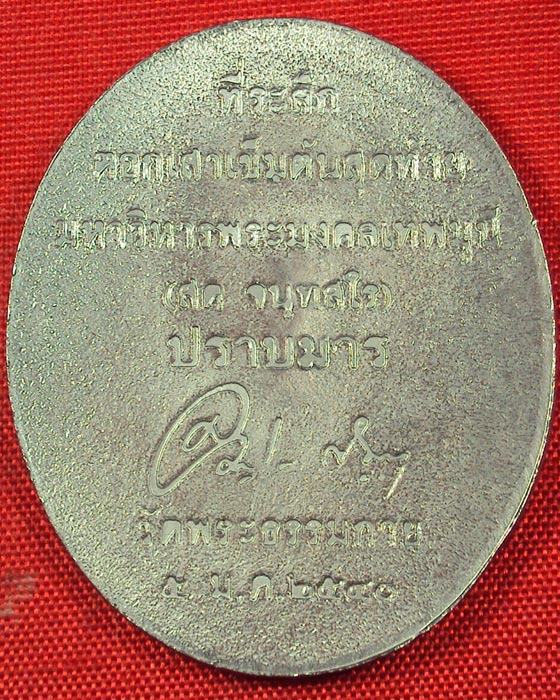 ที่ระลึก
ตอกเสาเข็มต้นสุดท้าย
มหาวิหารพระมงคลเทพมุนี
(สด จนฺทสโร)
ปราบมาร
วัดพระธรรมกาย
๕ ม.ค.๒๕๔๐